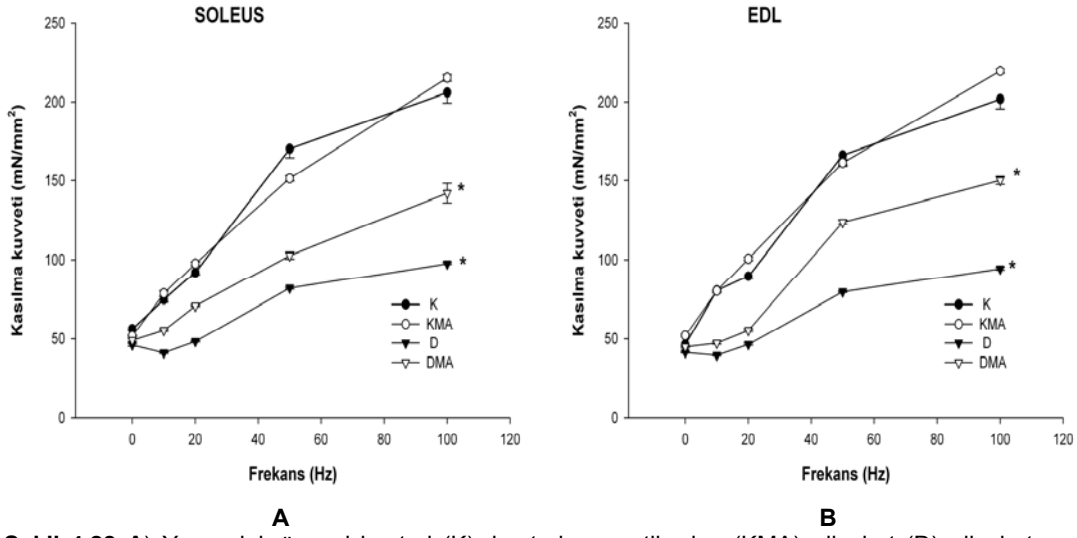 SOLEUS
EDL
250
200
150
100
50
0
Kasılma kuvveti (mN/mm²)
*
*
K
KMA
D
DMA
0 20 40 60 80 100 120
Frekans (Hz)
A
250
200
150
100
50
0
Kasılma kuvveti (mN/mm²)
*
*
K
KMA
D
DMA
0 20 40 60 80 100 120
Frekans (Hz)
B